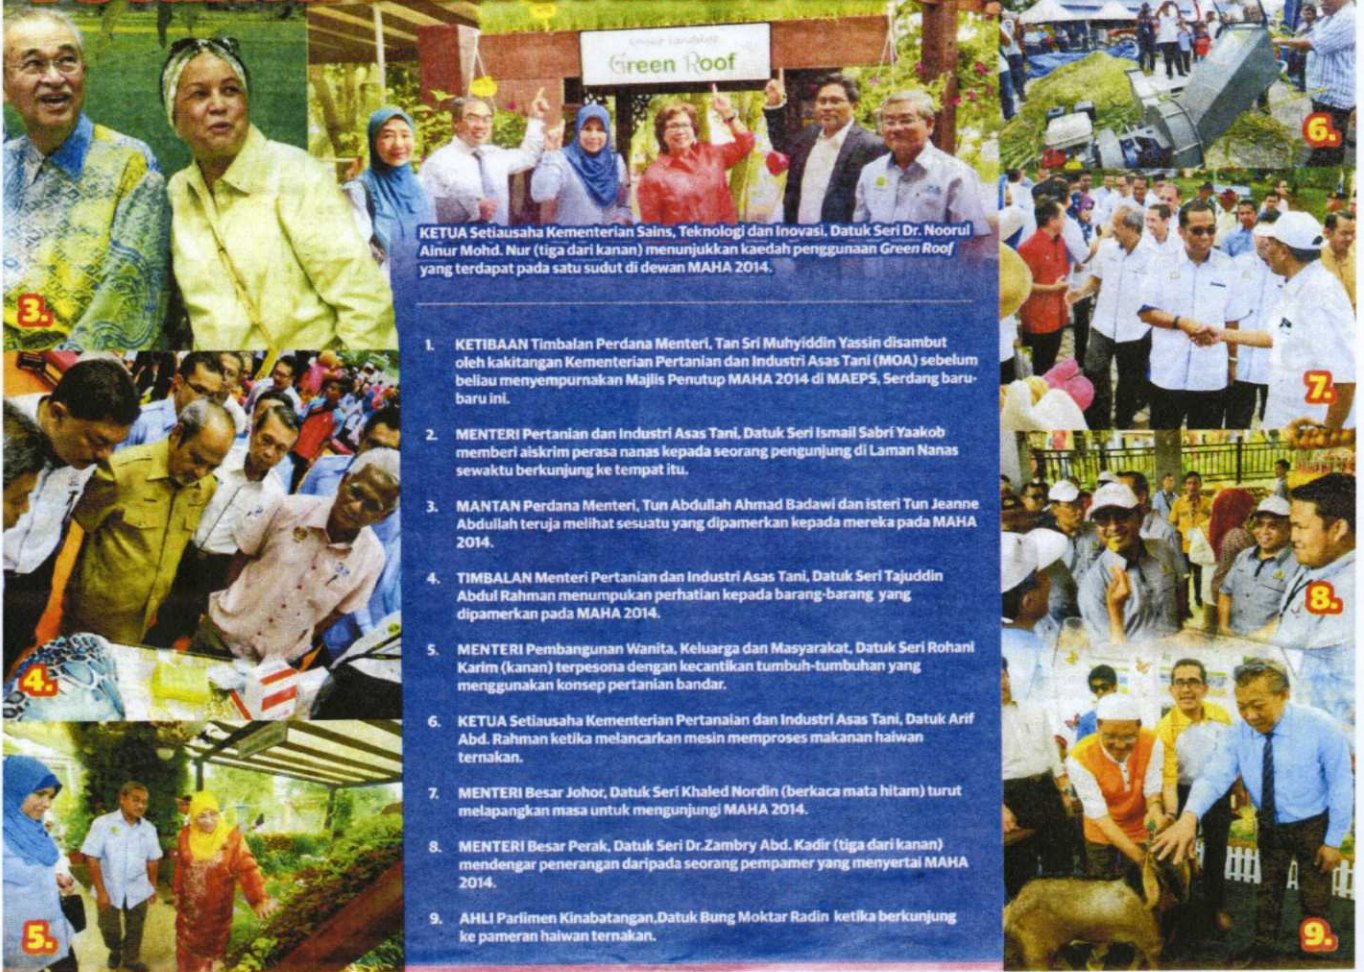 Green Roof
KETUA Setiausaha Kementerian Sains, Teknologi dan Inovasi, Datuk Seri Dr. Noorul
Ainur Mohd. Nur (tiga dari kanan) menunjukkan kaedah penggunaan Green Roof
yang terdapat pada satu sudut di dewan MAHA 2014.
1. KETIBAAN Timbalan Perdana Menteri, Tan Sri Muhyiddin Yassin disambut
oleh kakitangan Kementerian Pertanian dan Industri Asas Tani (MOA) sebelum
beliau menyempurnakan Majlis Penutup MAHA 2014 di MAEPS, Serdang baru-
baru ini.
2. MENTERI Pertanian dan Industri Asas Tani, Datuk Seri Ismail Sabri Yaakob
memberi aiskrim perasa nanas kepada seorang pengunjung di Laman Nanas
sewaktu berkunjung ke tempat itu.
3. MANTAN Perdana Menteri, Tun Abdullah Ahmad Badawi dan isteri Tun Jeanne
Abdullah teruja melihat sesuatu yang dipamerkan kepada mereka pada MAHA
2014.
4. TIMBALAN Menteri Pertanian dan Industri Asas Tani, Datuk Seri Tajuddin
Abdul Rahman menumpukan perhatian kepada barang-barang yang
dipamerkan pada MAHA 2014.
5. MENTERI Pembangunan Wanita, Keluarga dan Masyarakat, Datuk Seri Rohani
Karim (kanan) terpesona dengan kecantikan tumbuh-tumbuhan yang
menggunakan konsep pertanian bandar.
6. KETUA Setiausaha Kementerian Pertanaian dan Industri Asas Tani, Datuk Arif
Abd. Rahman ketika melancarkan mesin memproses makanan haiwan
ternakan.
7. MENTERI Besar Johor, Datuk Seri Khaled Nordin (berkaca mata hitam) turut
melapangkan masa untuk mengunjungi MAHA 2014.
8. MENTERI Besar Perak, Datuk Seri Dr.Zambry Abd. Kadir (tiga dari kanan)
mendengar penerangan daripada seorang pempamer yang menyertai MAHA
2014.
9. AHLI Parlimen Kinabatangan,Datuk Bung Moktar Radin ketika berkunjung
ke pameran haiwan ternakan.
3.
4.
5.
6.
7.
8.
9.